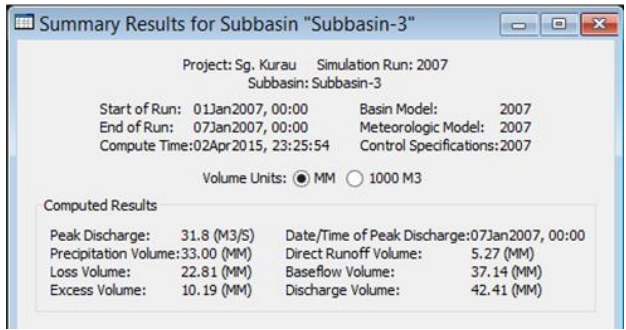 Summary Results for Subbasin "Subbasin-3"
Project: Sg. Kurau Simulation Run: 2007
Subbasin: Subbasin-3
Start of Run: 01Jan2007, 00:00 Basin Model: 2007
End of Run: 07Jan2007, 00:00 Meteorologic Model: 2007
Compute Time:02Apr2015, 23:25:54 Control Specifications:2007
Volume Units: MM 1000 M3
Computed Results
Peak Discharge: 31.8 (M3/S) Date/Time of Peak Discharge:07Jan2007, 00:00
Precipitation Volume:33.00 (MM) Direct Runoff Volume: 5.27 (MM)
Loss Volume: 22.81 (MM) Baseflow Volume: 37.14 (MM)
Excess Volume: 10.19 (MM) Discharge Volume: 42.41 (MM)